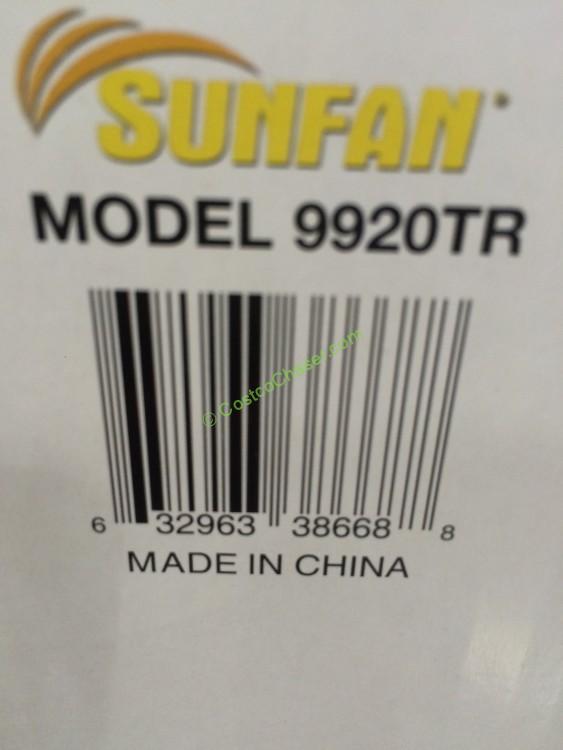 SUNFAN
MODEL 9920TR
© CostcoChaser.com
6 32963 38668 8
MADE IN CHINA